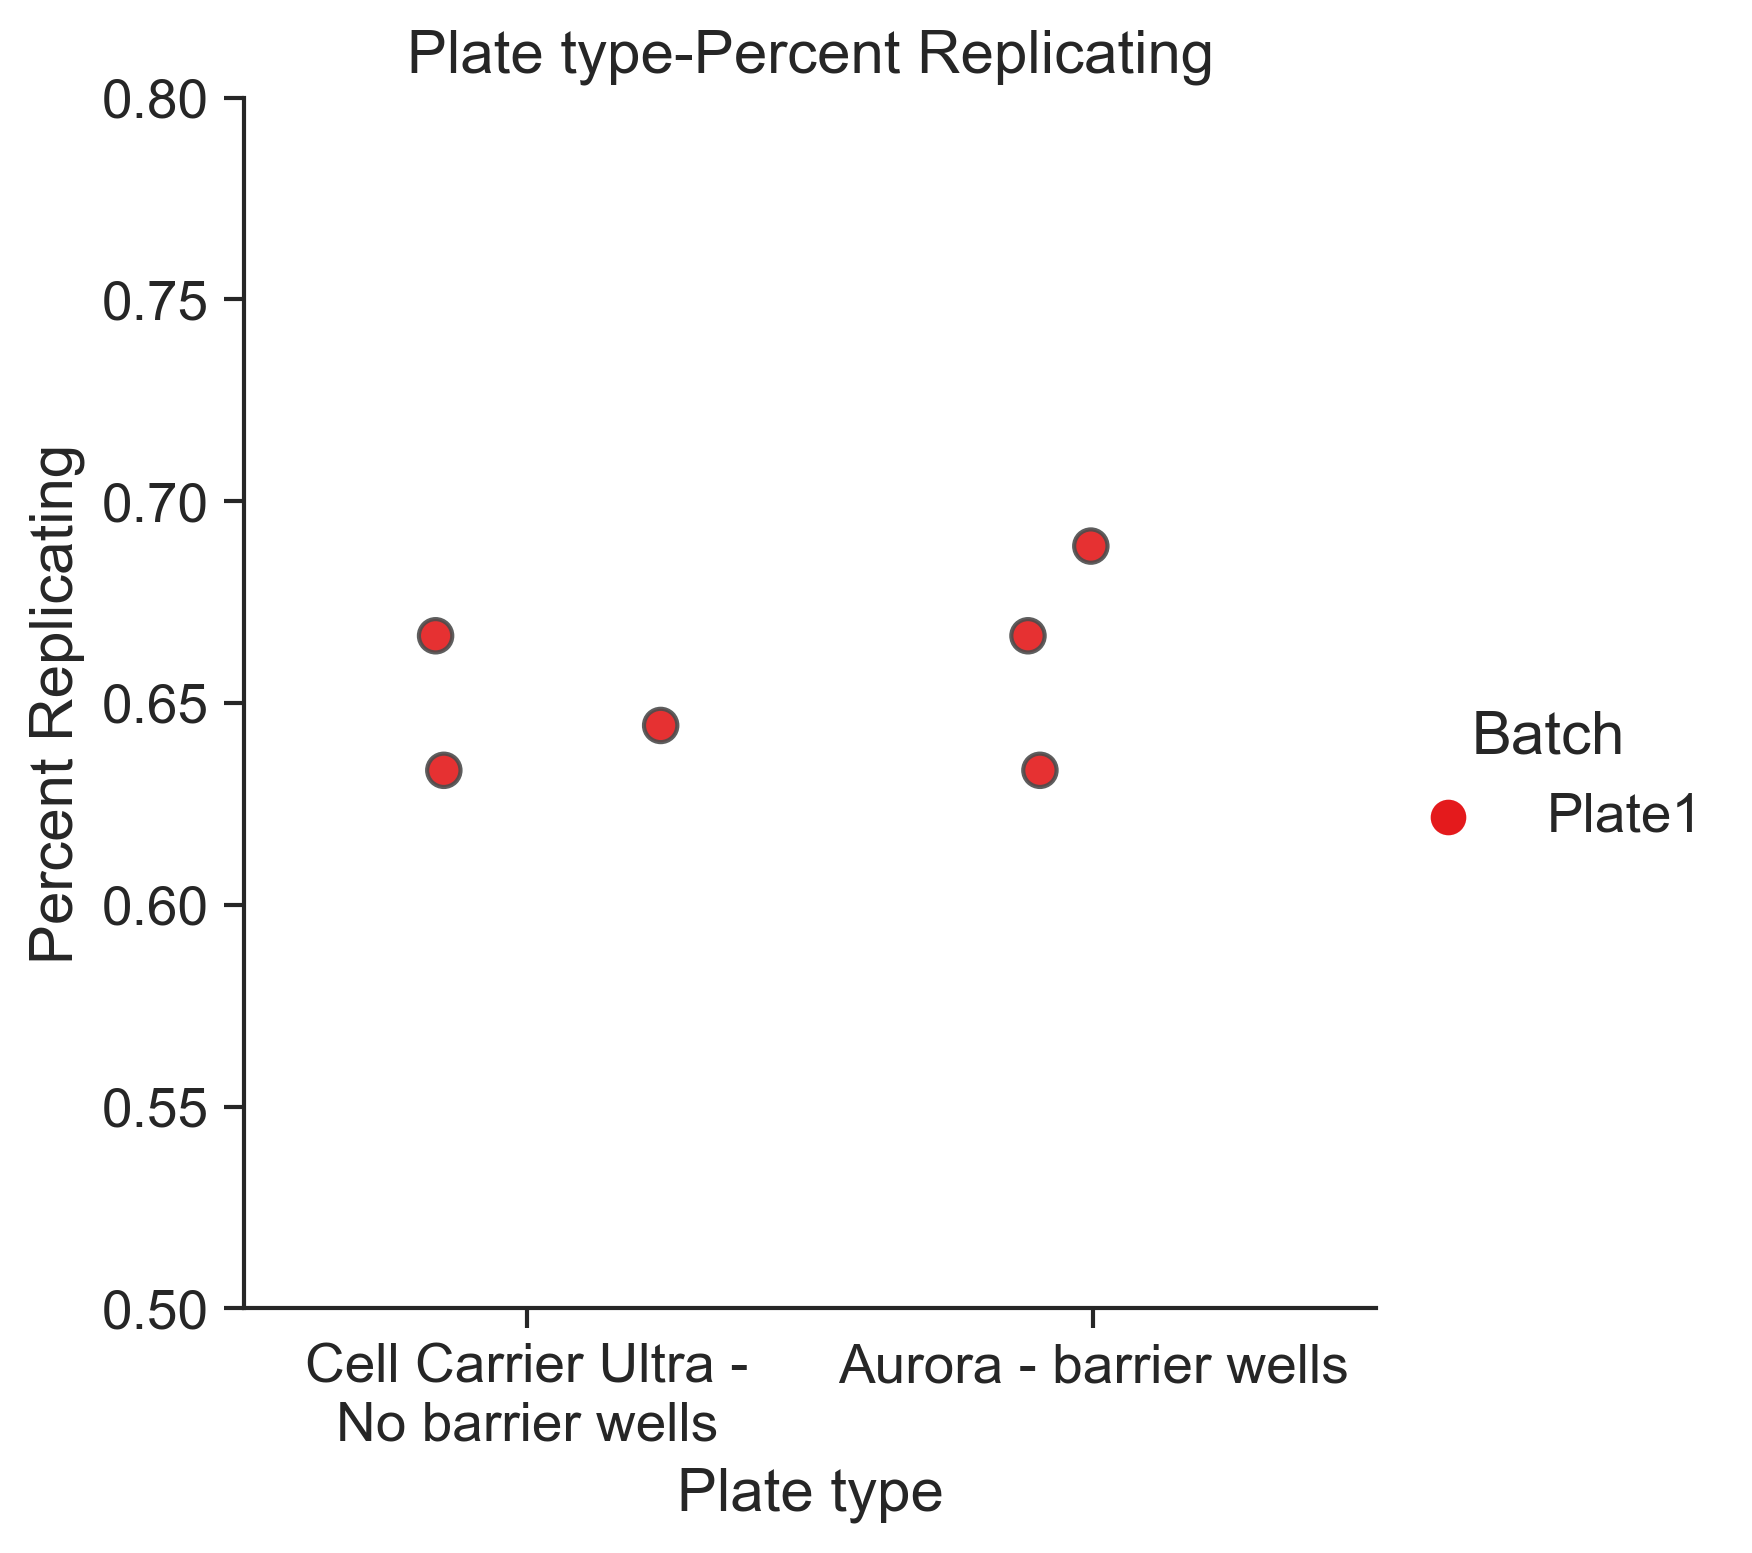 Plate type-Percent Replicating
0.80
0.75
0.70
0.65
0.60
0.55
0.50
Percent Replicating
Cell Carrier Ultra -
No barrier wells
Aurora - barrier wells
Plate type
Batch
Plate1